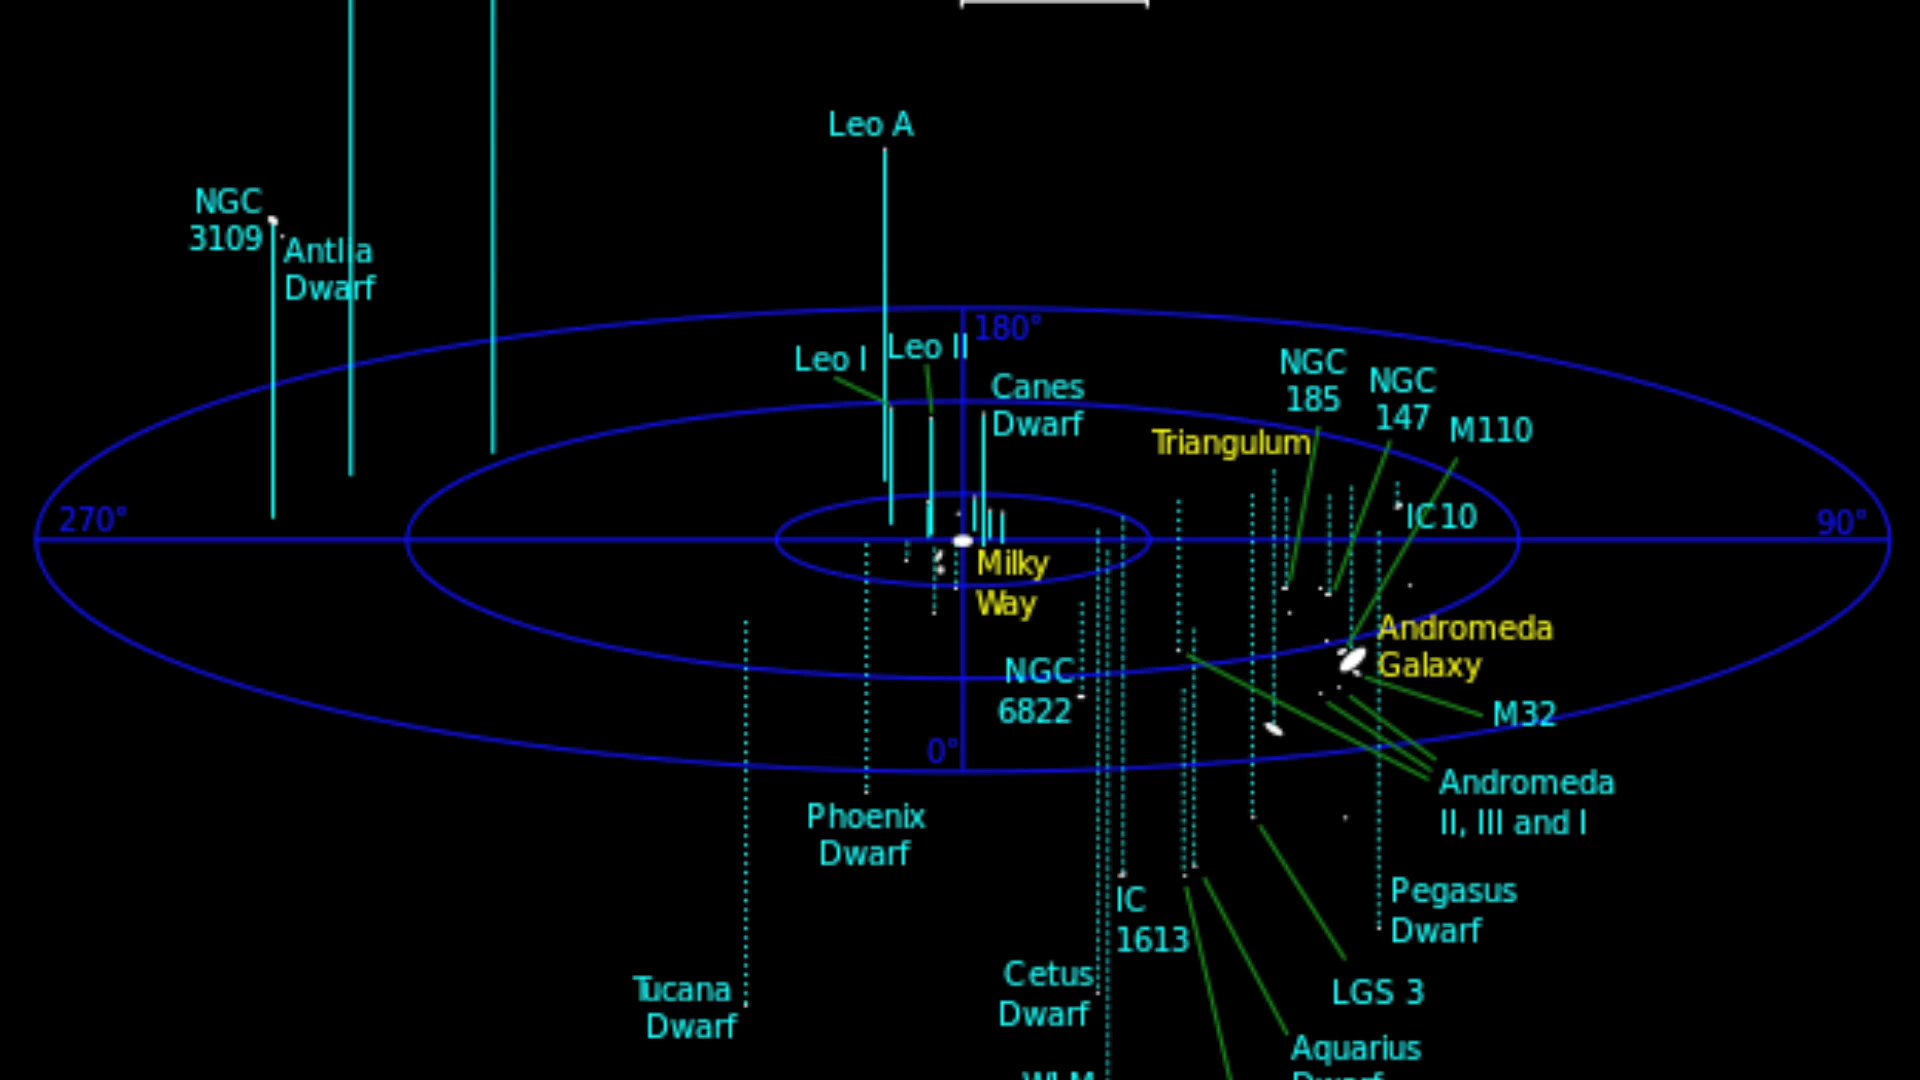 Leo A
NGC
3109
Antlia
Dwarf
180°
Leo I
Leo II
Canes
Dwarf
NGC
185
NGC
147
M110
Triangulum
270°
IC 10
90°
Milky
Way
Andromeda
Galaxy
NGC
6822
M32
0°
Andromeda
II, III and I
Phoenix
Dwarf
IC
1613
Pegasus
Dwarf
Cetus
Dwarf
LGS 3
Tucana
Dwarf
Aquarius